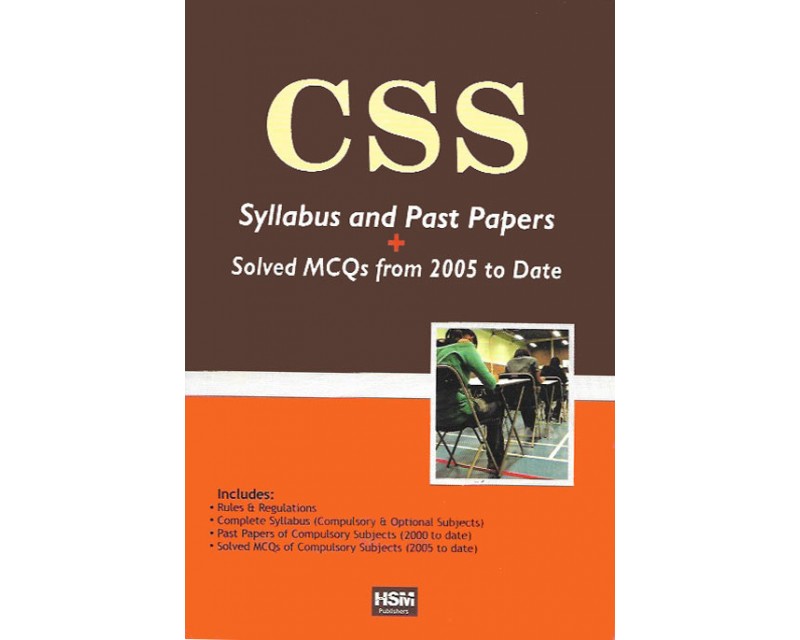 CSS
Syllabus and Past Papers
+
Solved MCQs from 2005 to Date
Includes:
• Rules & Regulations
• Complete Syllabus (Compulsory & Optional Subjects)
• Past Papers of Compulsory Subjects (2000 to date)
• Solved MCQs of Compulsory Subjects (2005 to date)
HSM
Publishers